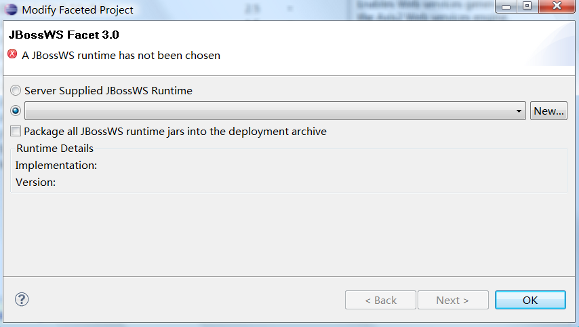 Modify Faceted Project
JBossWS Facet 3.0
A JBossWS runtime has not been chosen
Server Supplied JBossWS Runtime
New...
Package all JBossWS runtime jars into the deployment archive
Runtime Details
Implementation:
Version:
< Back
Next >
OK